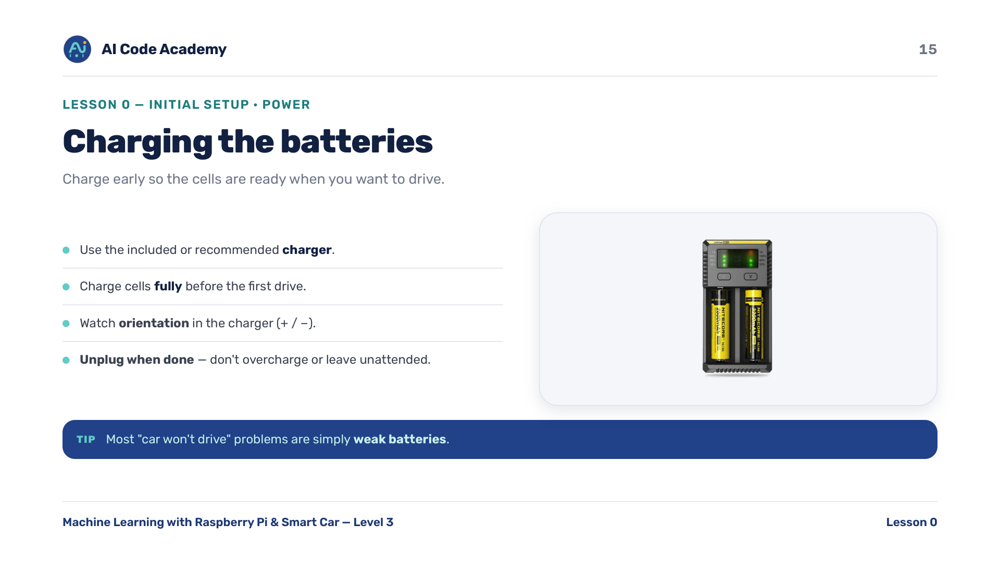 AI Code Academy
15
LESSON 0 — INITIAL SETUP • POWER
Charging the batteries
Charge early so the cells are ready when you want to drive.
Use the included or recommended charger.
Charge cells fully before the first drive.
Watch orientation in the charger (+ / −).
Unplug when done — don't overcharge or leave unattended.
NITECORE
2600mAh
NL186
NITECORE
3200mAh
TIP Most "car won't drive" problems are simply weak batteries.
Machine Learning with Raspberry Pi & Smart Car — Level 3
Lesson 0